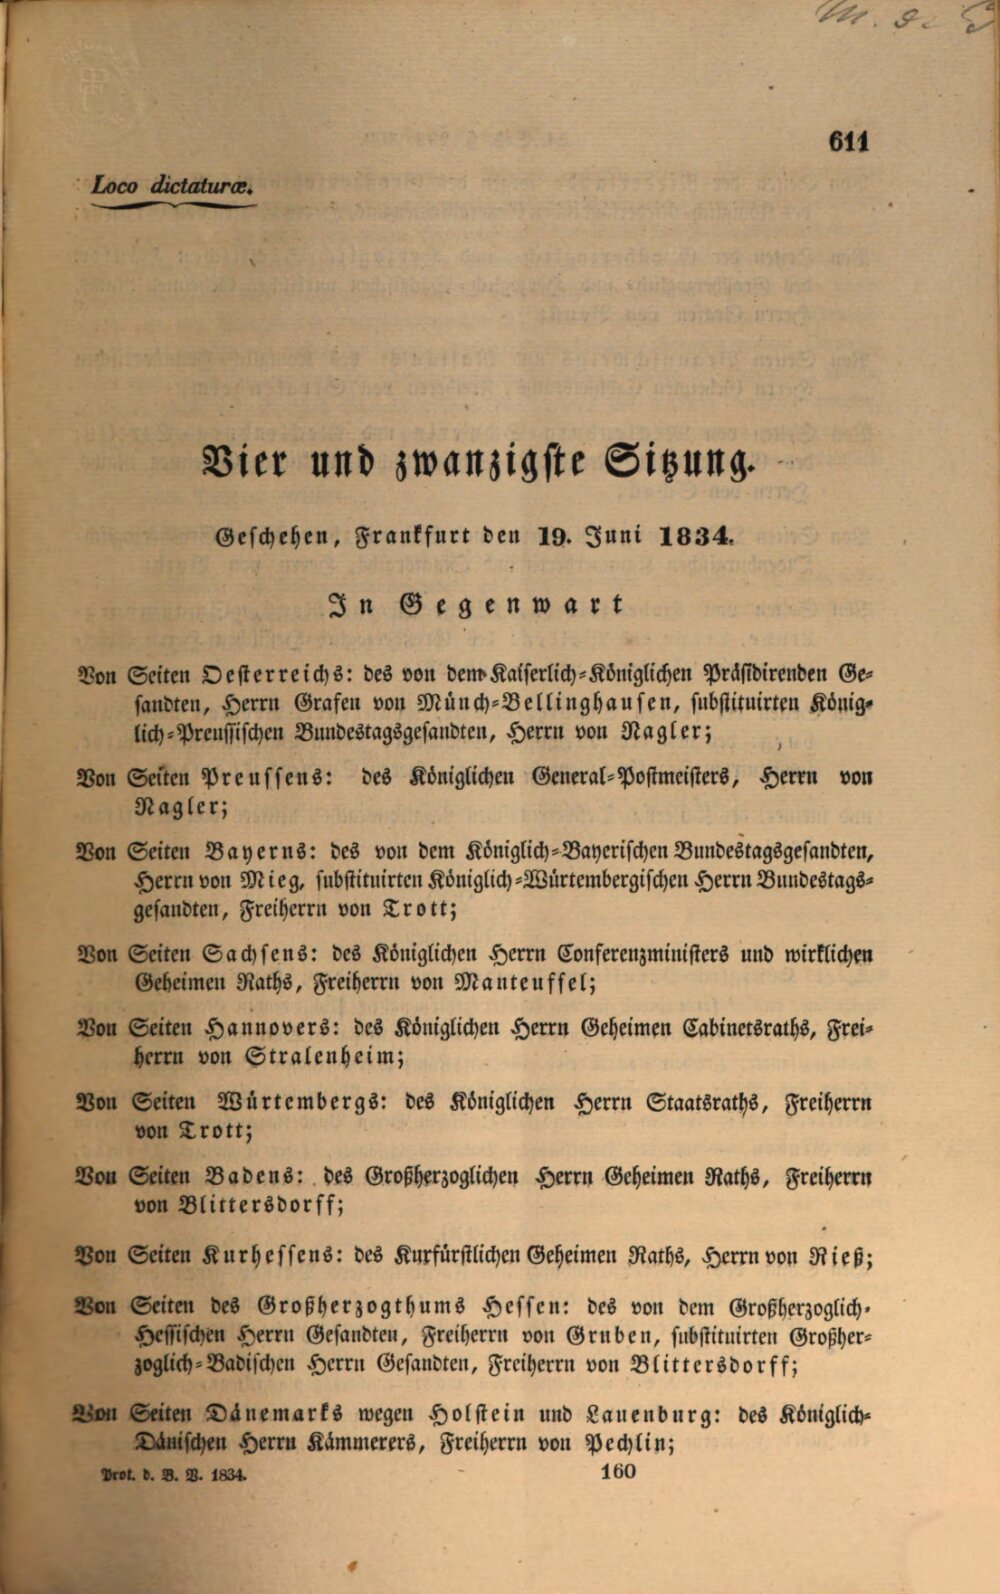 611
Loco dictaturæ.
Vier und zwanzigste Sitzung.
Geschehen, Frankfurt den 19. Juni 1834.
In Gegenwart
Von Seiten Oesterreichs: des von dem Kaiserlich-Königlichen Präsidirenden Ge-
sandten, Herrn Grafen von Münch-Bellinghausen, substituirten König-
lich-Preussischen Bundestagsgesandten, Herrn von Nagler;
Von Seiten Preussens: des Königlichen General-Postmeisters, Herrn von
Nagler;
Von Seiten Bayerns: des von dem Königlich-Bayerischen Bundestagsgesandten,
Herrn von Mieg, substituirten Königlich-Würtembergischen Herrn Bundestags-
gesandten, Freiherrn von Trott;
Von Seiten Sachsens: des Königlichen Herrn Conferenzministers und wirklichen
Geheimen Raths, Freiherrn von Manteuffel;
Von Seiten Hannovers: des Königlichen Herrn Geheimen Cabinetsraths, Frei-
herrn von Stralenheim;
Von Seiten Würtembergs: des Königlichen Herrn Staatsraths, Freiherrn
von Trott;
Von Seiten Badens: des Großherzoglichen Herrn Geheimen Raths, Freiherrn
von Blittersdorff;
Von Seiten Kurhessens: des Kurfürstlichen Geheimen Raths, Herrn von Rieß;
Von Seiten des Großherzogthums Hessen: des von dem Großherzoglich-
Hessischen Herrn Gesandten, Freiherrn von Gruben, substituirten Großher-
zoglich-Badischen Herrn Gesandten, Freiherrn von Blittersdorff;
Von Seiten Dänemarks wegen Holstein und Lauenburg: des Königlich-
Dänischen Herrn Kämmerers, Freiherrn von Pechlin;
Prot. d. B. V. 1834.
160